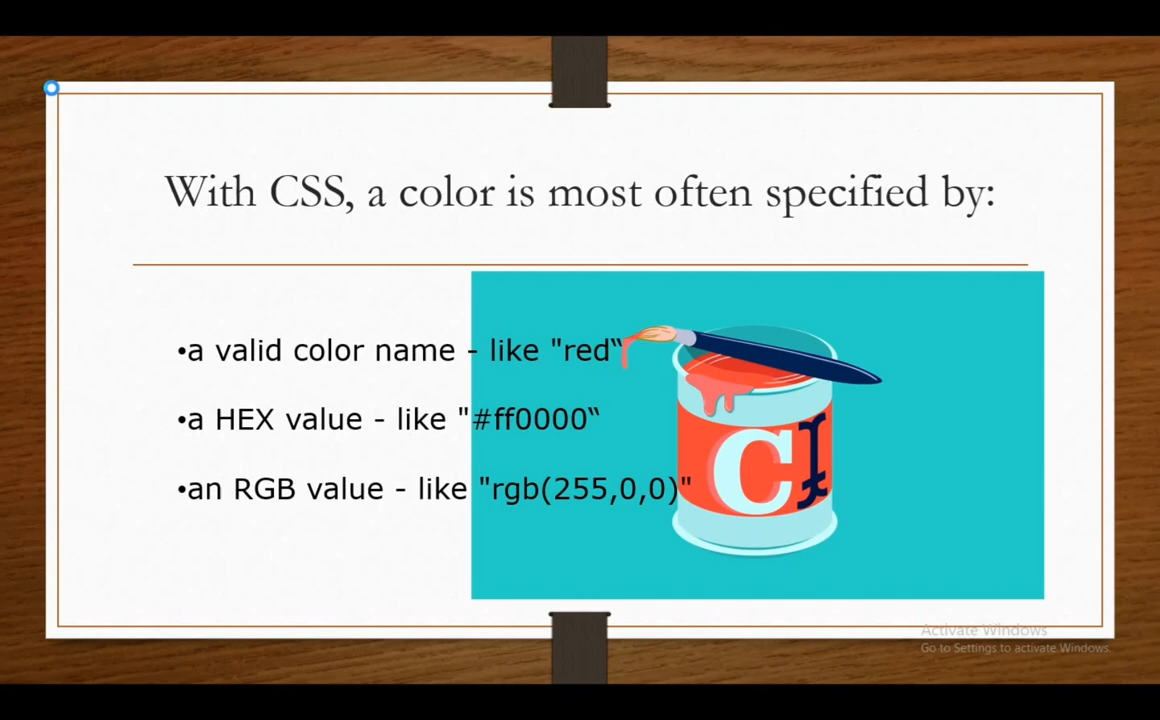 With CSS, a color is most often specified by:
•a valid color name - like "red“
•a HEX value - like "#ff0000“
•an RGB value - like "rgb(255,0,0)"
C
Activate Windows
Go to Settings to activate Windows.